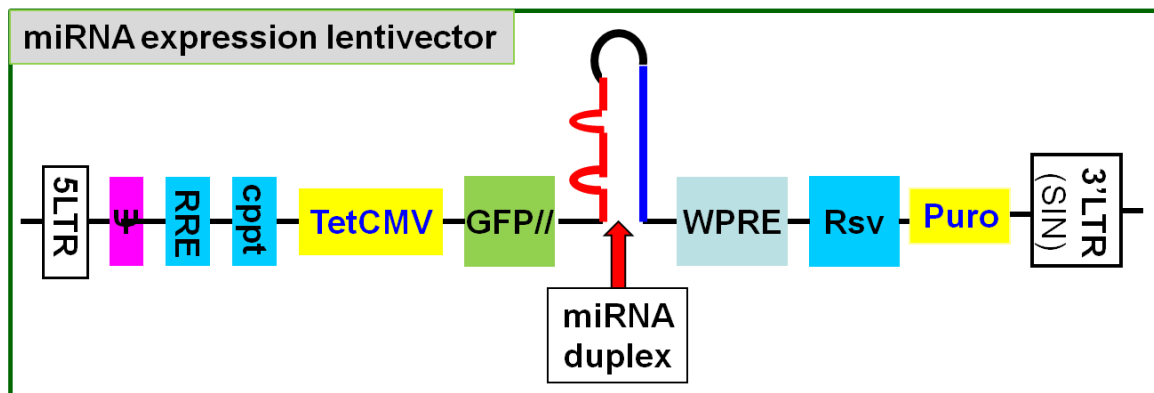 miRNA expression lentivector
5LTR
Ψ
RRE
cppt
TetCMV
GFP//
WPRE
Rsv
Puro
3'LTR
(SIN)
miRNA
duplex